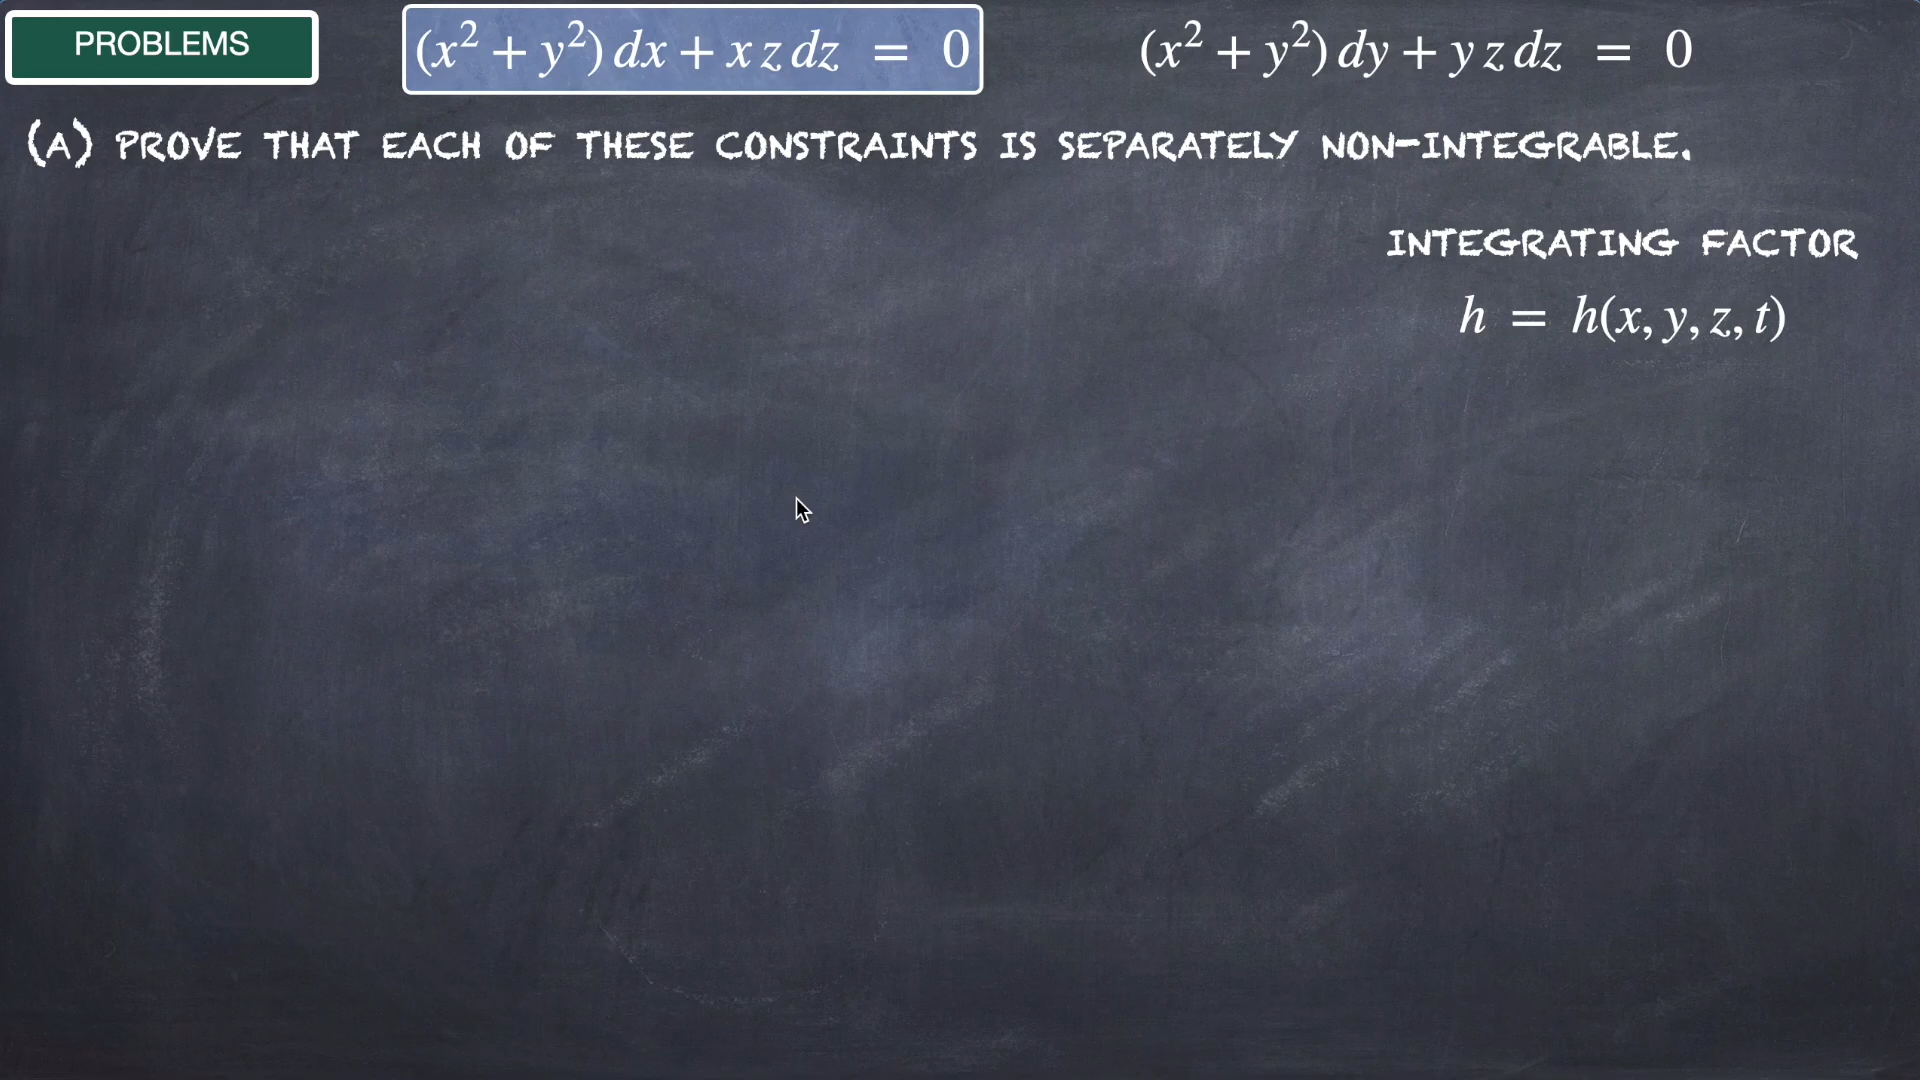 PROBLEMS
(x² + y²) dx + x z dz = 0
(x² + y²) dy + y z dz = 0
(A) PROVE THAT EACH OF THESE CONSTRAINTS IS SEPARATELY NON-INTEGRABLE.
INTEGRATING FACTOR
h = h(x, y, z, t)